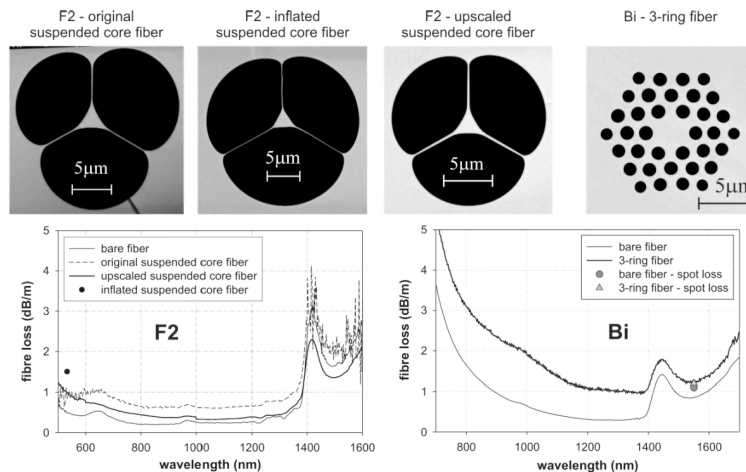 F2 - original
suspended core fiber
F2 - inflated
suspended core fiber
F2 - upscaled
suspended core fiber
Bi - 3-ring fiber
5μm
5μm
5μm
5μm
fibre loss (dB/m)
5
4
3
2
1
0
bare fiber
original suspended core fiber
upscaled suspended core fiber
inflated suspended core fiber
F2
600
800
1000
1200
1400
1600
wavelength (nm)
fibre loss (dB/m)
5
4
3
2
1
0
bare fiber
3-ring fiber
bare fiber - spot loss
3-ring fiber - spot loss
Bi
800
1000
1200
1400
1600
wavelength (nm)